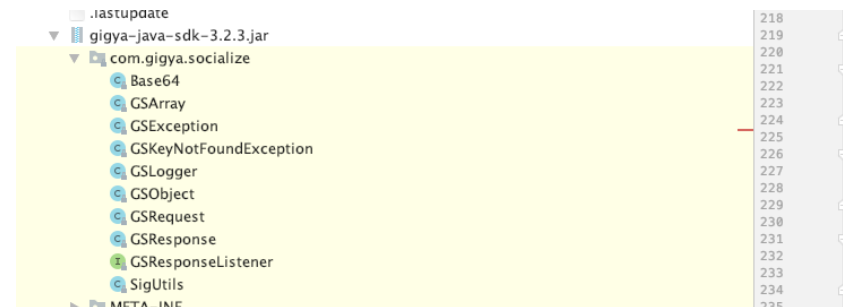 .lastupdate
gigya-java-sdk-3.2.3.jar
com.gigya.socialize
Base64
GSArray
GSException
GSKeyNotFoundException
GSLogger
GSObject
GSRequest
GSResponse
GSResponseListener
SigUtils
META-INF
218
219
220
221
222
223
224
225
226
227
228
229
230
231
232
233
234
235